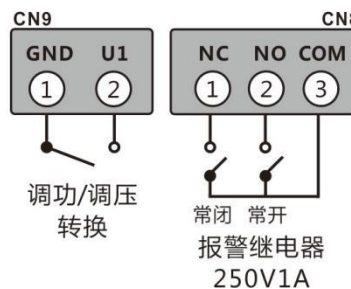 CN9 CN8
GND U1 NC NO COM
1 2 1 2 3
常闭 常开
调功/调压
转换
报警继电器
250V1A